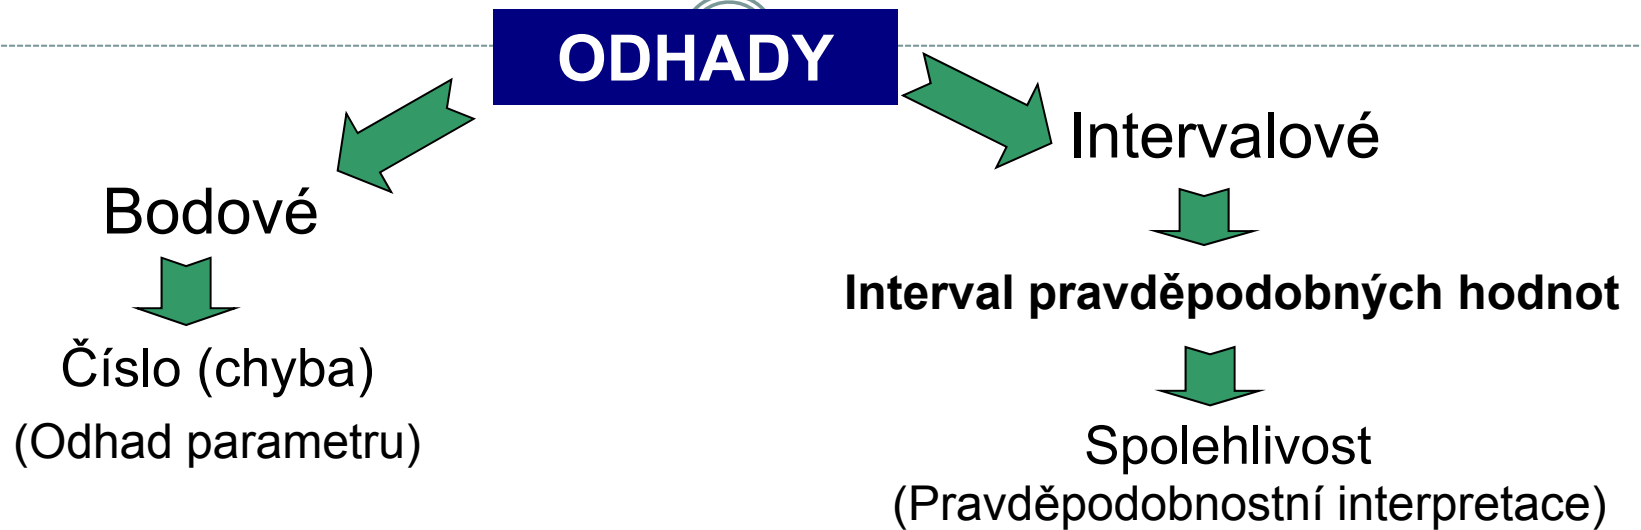 ODHADY
Bodové
Číslo (chyba)
(Odhad parametru)
Intervalové
Interval pravděpodobných hodnot
Spolehlivost
(Pravděpodobnostní interpretace)